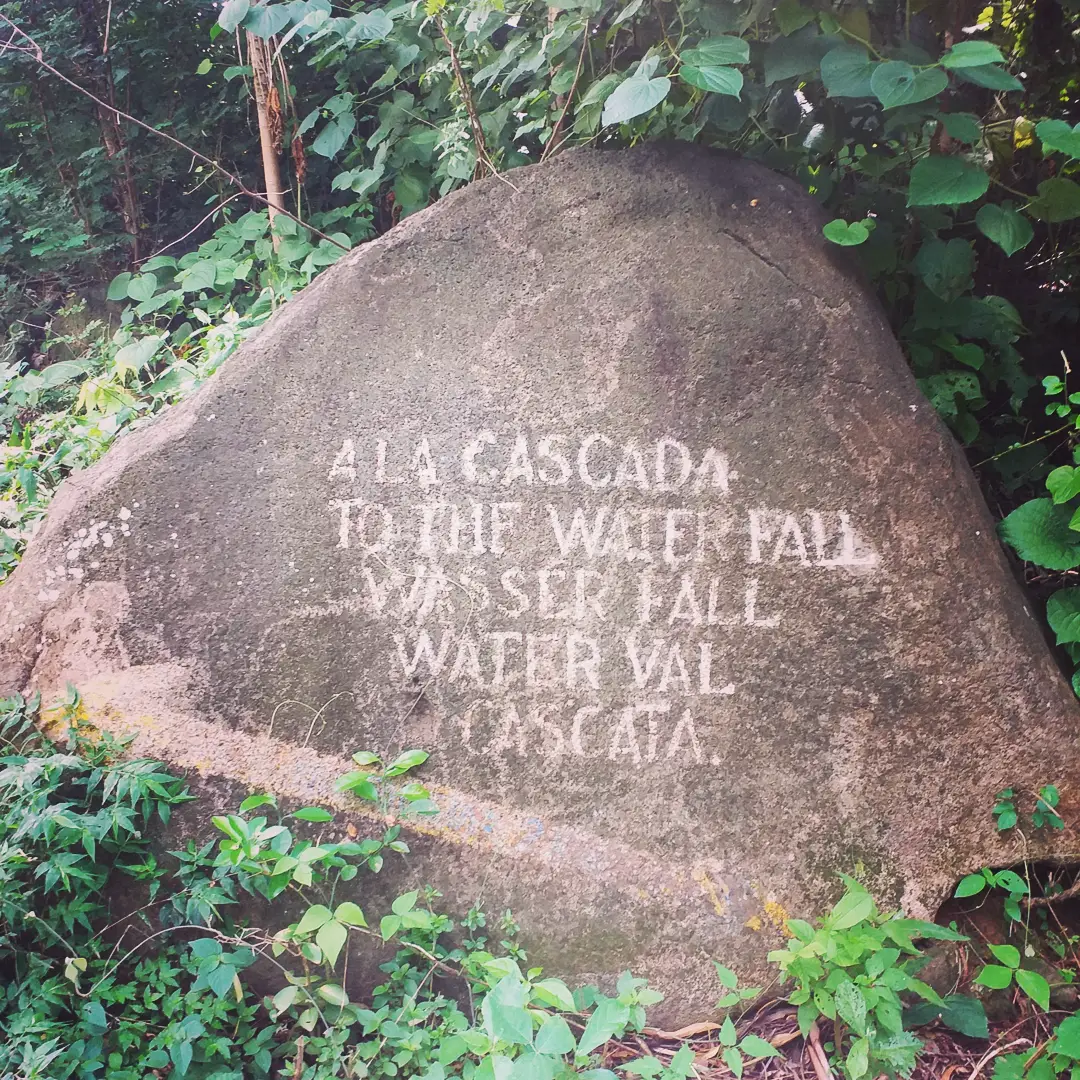 A LA CASCADA
TO THE WATER FALL
WASSER FALL
WATER VAL
CASCATA.